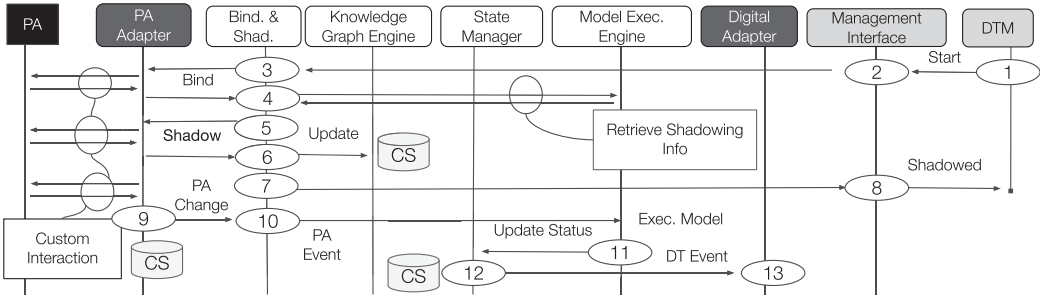 PA
PA
Adapter
Bind. &
Shad.
Knowledge
Graph Engine
State
Manager
Model Exec.
Engine
Digital
Adapter
Management
Interface
DTM
Start
3
2
1
Bind
4
5
Retrieve Shadowing
Info
Shadow
Update
6
CS
Shadowed
7
8
PA
Change
9
10
Exec. Model
Custom
Interaction
CS
PA
Event
Update Status
11
DT Event
CS
12
13